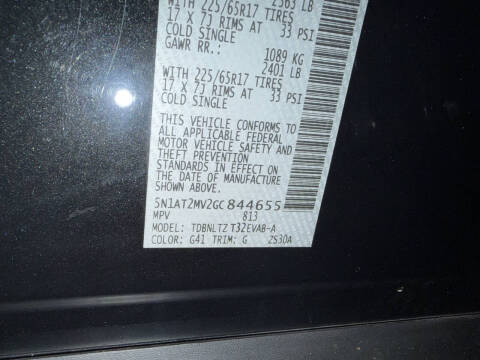 2563 LB
WITH 225/65R17 TIRES
17 X 7J RIMS AT 33 PSI
COLD SINGLE
GAWR RR.: 1089 KG
2401 LB
WITH 225/65R17 TIRES
17 X 7J RIMS AT 33 PSI
COLD SINGLE
THIS VEHICLE CONFORMS TO
ALL APPLICABLE FEDERAL
MOTOR VEHICLE SAFETY AND
THEFT PREVENTION
STANDARDS IN EFFECT ON
THE DATE OF MANUFACTURE
SHOWN ABOVE.
5N1AT2MV2GC844655
MPV 813
MODEL: TDBNLTZ T32EVAB-A
COLOR: G41 TRIM: G ZS30A